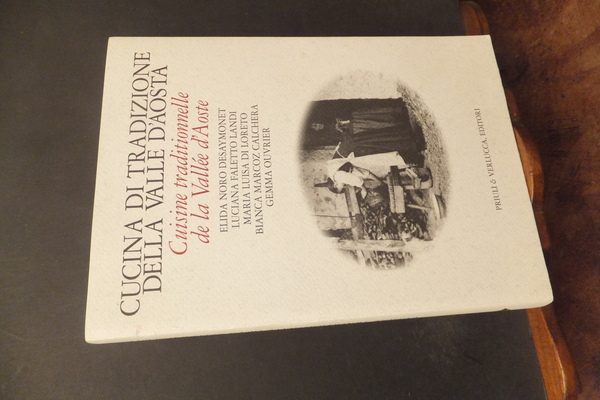 CUCINA DI TRADIZIONE
DELLA VALLE D'AOSTA
Cuisine traditionnelle
de la Vallée d'Aoste
ELIDA NORO DESAYMONET
LUCIANA FALETTO LANDI
MARIA LUISA DI LORETO
BIANCA MARCOZ CALCHERA
GEMMA OUVRIER
PRIULI & VERLUCCA, EDITORI